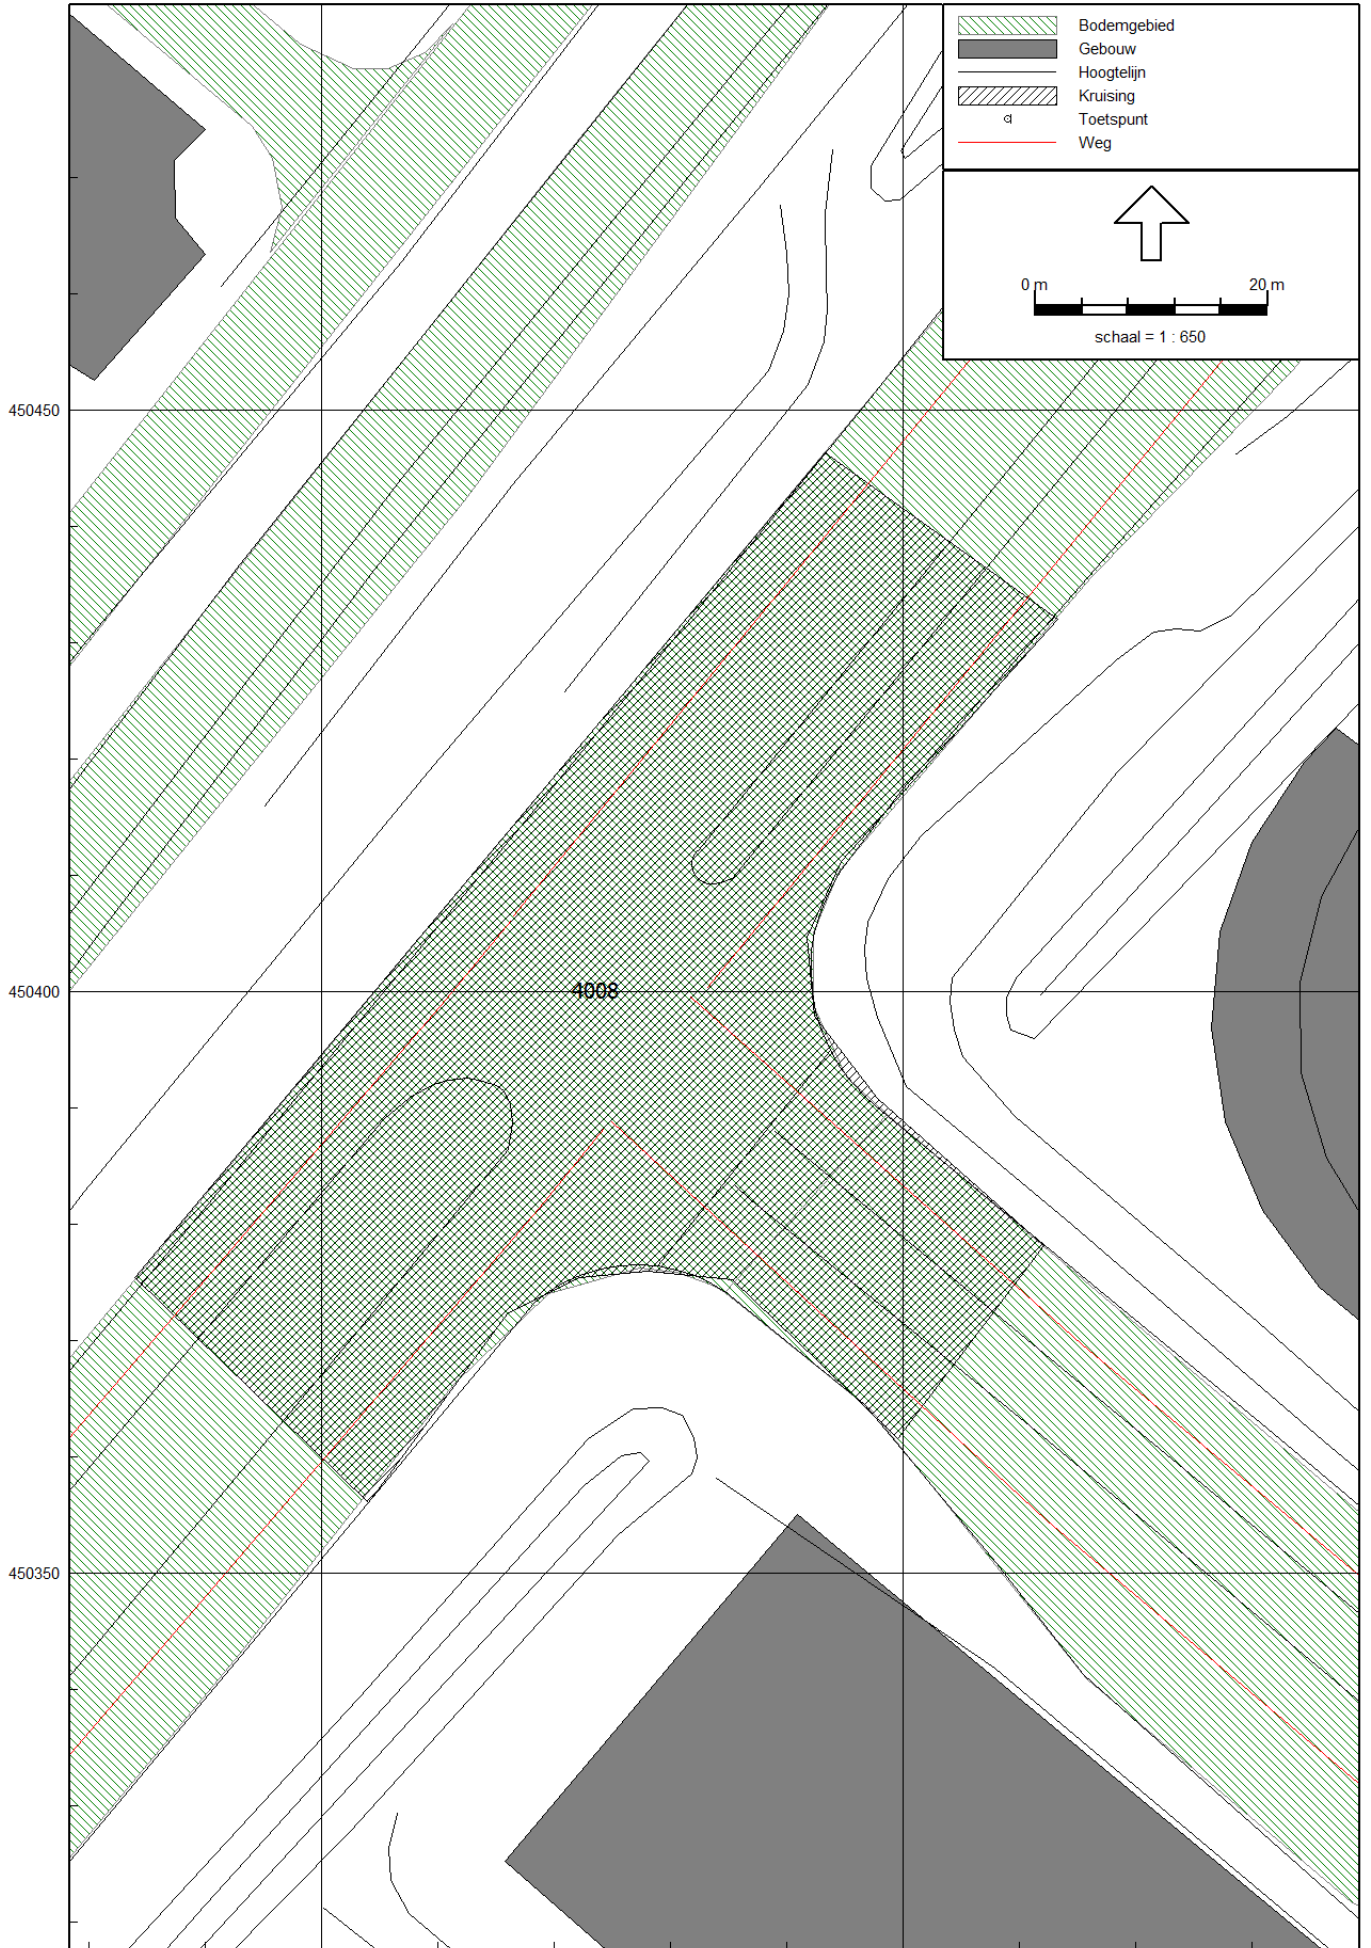 Bodemgebied
Gebouw
Hoogtelijn
Kruising
Toetspunt
Weg
0 m 20 m
schaal = 1 : 650
450450
450400
4008
450350